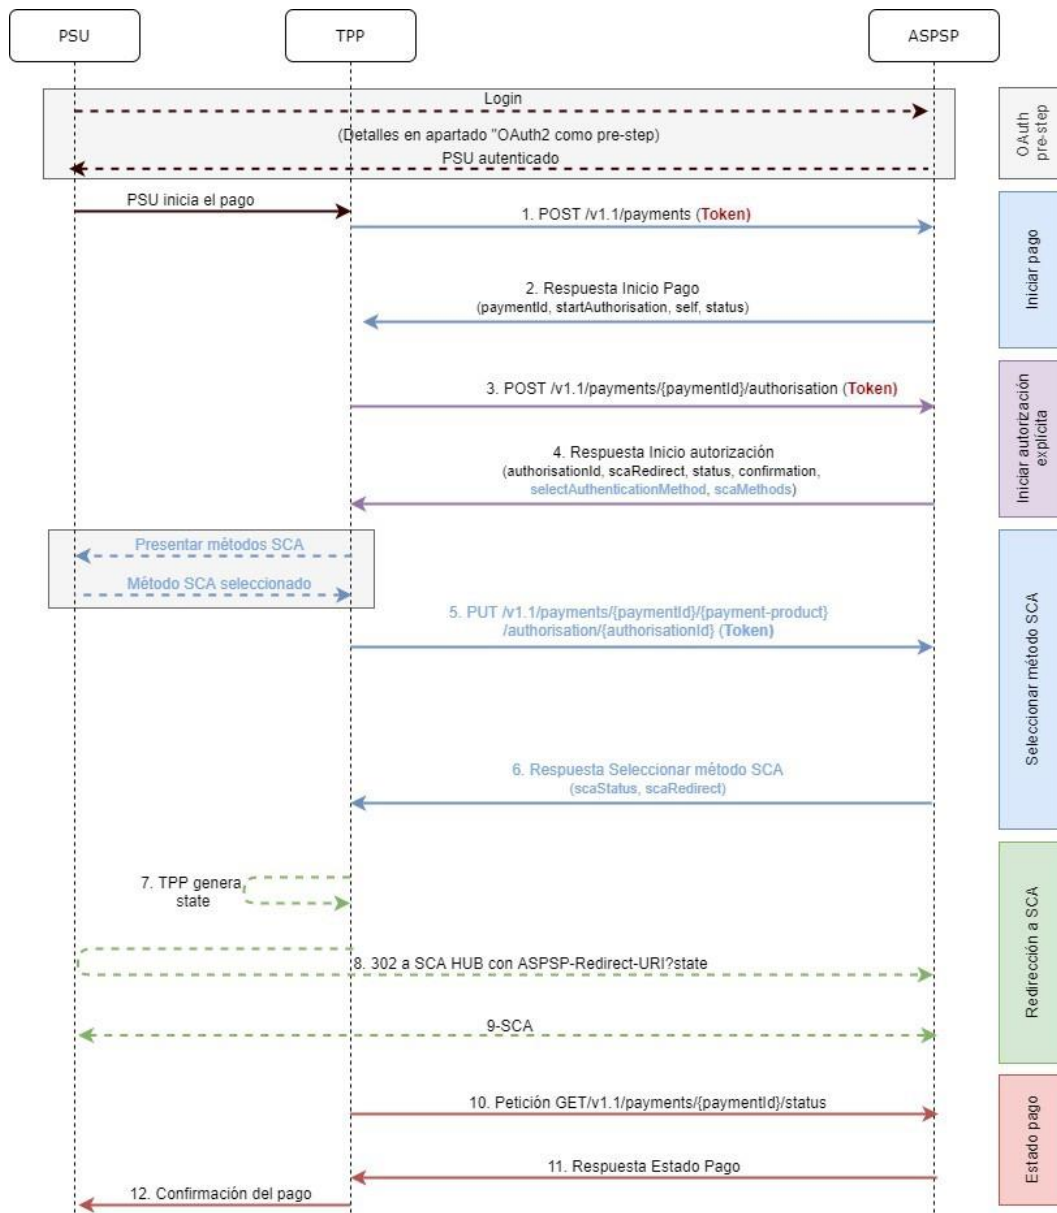 PSU
TPP
ASPSP
Login
(Detalles en apartado "OAuth2 como pre-step)
PSU autenticado
OAuth
pre-step
PSU inicia el pago
1. POST /v1.1/payments (Token)
2. Respuesta Inicio Pago
(paymentId, startAuthorisation, self, status)
Iniciar pago
3. POST /v1.1/payments/{paymentId}/authorisation (Token)
4. Respuesta Inicio autorización
(authorisationId, scaRedirect, status, confirmation,
selectAuthenticationMethod, scaMethods)
Iniciar autorización
explícita
Presentar métodos SCA
Método SCA seleccionado
5. PUT /v1.1/payments/{paymentId}/{payment-product}
/authorisation/{authorisationId} (Token)
6. Respuesta Seleccionar método SCA
(scaStatus, scaRedirect)
Seleccionar método SCA
7. TPP genera
state
8. 302 a SCA HUB con ASPSP-Redirect-URI?state
9-SCA
Redirección a SCA
10. Petición GET/v1.1/payments/{paymentId}/status
11. Respuesta Estado Pago
12. Confirmación del pago
Estado pago